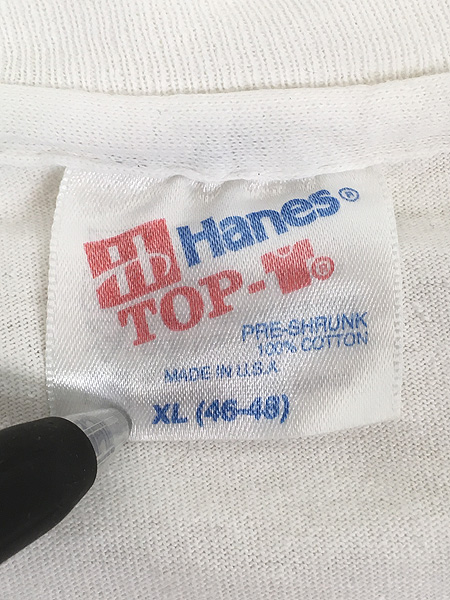 Hanes®
TOP-®
PRE-SHRUNK
100% COTTON
MADE IN U.S.A
XL (46-48)